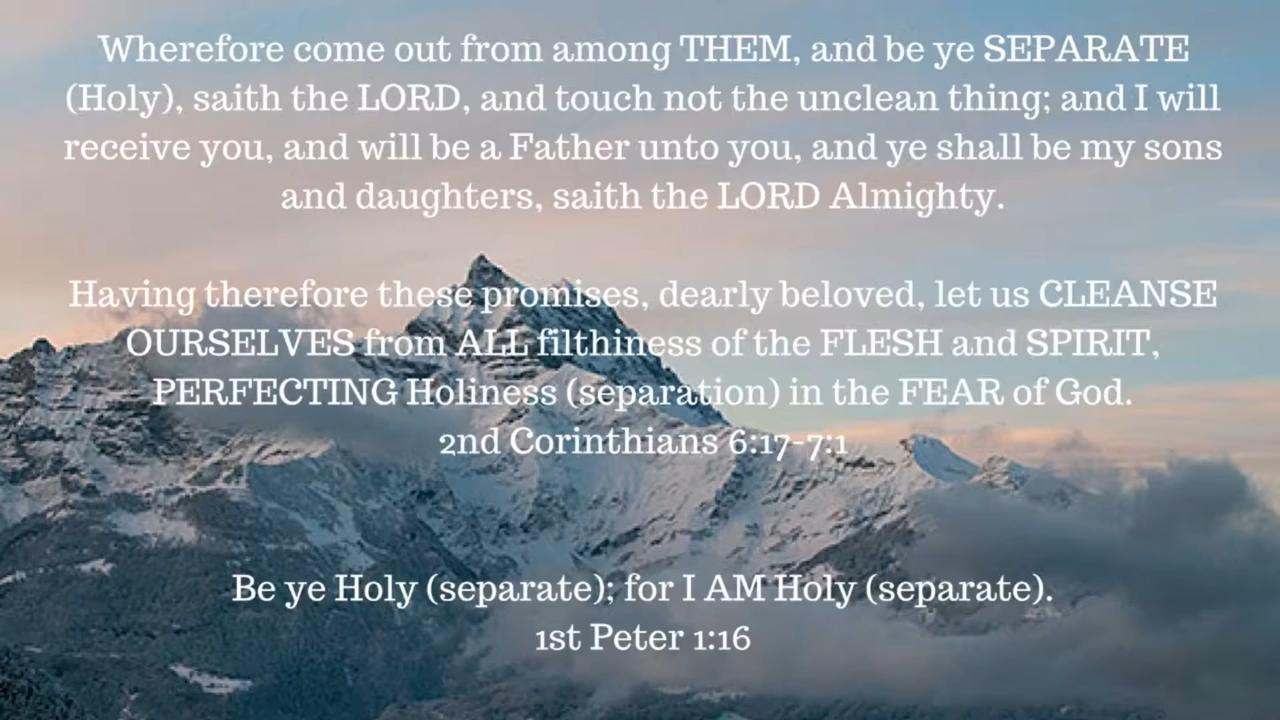 Wherefore come out from among THEM, and be ye SEPARATE
(Holy), saith the LORD, and touch not the unclean thing; and I will
receive you, and will be a Father unto you, and ye shall be my sons
and daughters, saith the LORD Almighty.
Having therefore these promises, dearly beloved, let us CLEANSE
OURSELVES from ALL filthiness of the FLESH and SPIRIT,
PERFECTING Holiness (separation) in the FEAR of God.
2nd Corinthians 6:17-7:1
Be ye Holy (separate); for I AM Holy (separate).
1st Peter 1:16